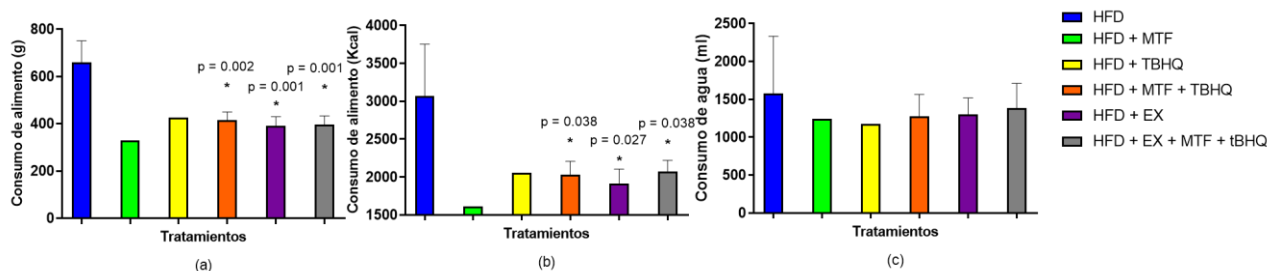 Consumo de alimento (g)
800
600
400
200
0
p = 0.002
*
p = 0.001
*
p = 0.001
*
Tratamientos
(a)
Consumo de alimento (Kcal)
4000
3500
3000
2500
2000
1500
p = 0.038
*
p = 0.027
*
p = 0.038
*
Tratamientos
(b)
Consumo de agua (ml)
2500
2000
1500
1000
500
0
Tratamientos
(c)
HFD
HFD + MTF
HFD + TBHQ
HFD + MTF + TBHQ
HFD + EX
HFD + EX + MTF + tBHQ